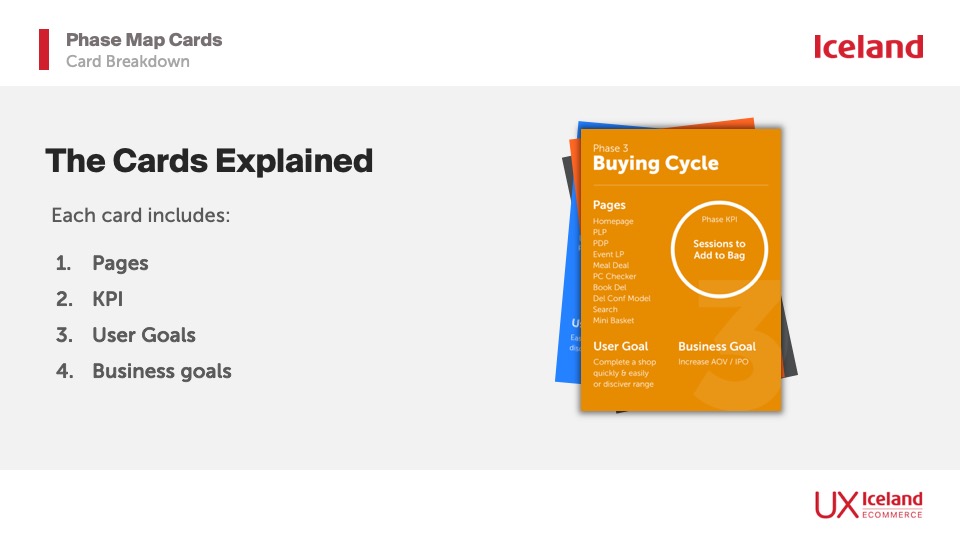 Phase Map Cards
Card Breakdown
Iceland
The Cards Explained
Each card includes:
1. Pages
2. KPI
3. User Goals
4. Business goals
Phase 3
Buying Cycle
Pages
Homepage
PLP
PDP
Event LP
Meal Deal
PC Checker
Book Del
Del Conf Model
Search
Mini Basket
Phase KPI
Sessions to
Add to Bag
3
User Goal
Complete a shop
quickly & easily
or disciver range
Business Goal
Increase AOV / IPO
UX Iceland
ECOMMERCE